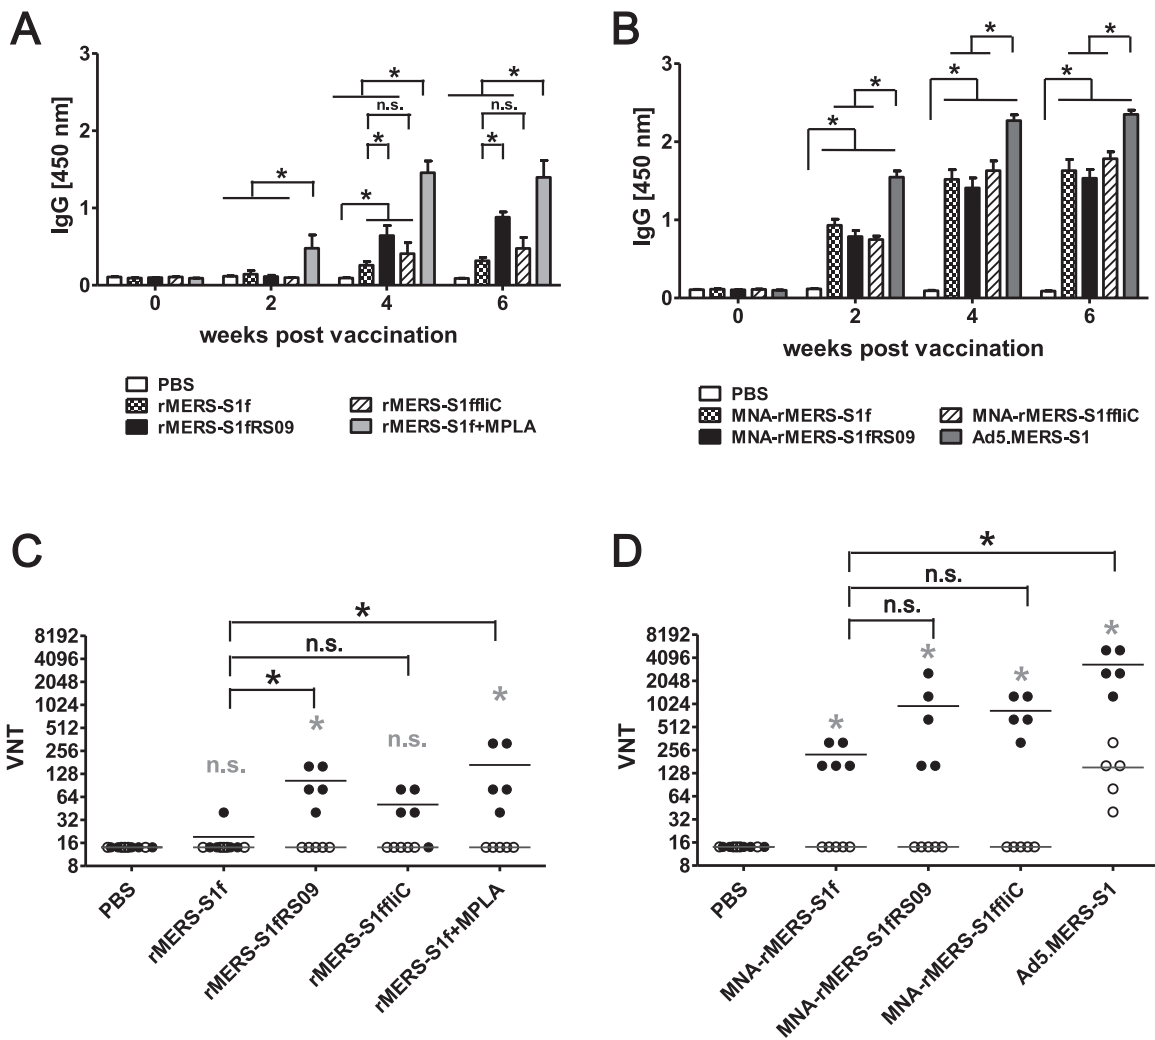 A
IgG [450 nm]
3
2
1
0
*
*
*
n.s.
*
*
*
n.s.
*
0 2 4 6
weeks post vaccination
PBS
rMERS-S1f
rMERS-S1fRS09
rMERS-S1ffliC
rMERS-S1f+MPLA
B
IgG [450 nm]
3
2
1
0
*
*
*
*
*
*
0 2 4 6
weeks post vaccination
PBS
MNA-rMERS-S1f
MNA-rMERS-S1fRS09
MNA-rMERS-S1ffliC
Ad5.MERS-S1
C
VNT
8192
4096
2048
1024
512
256
128
64
32
16
8
*
n.s.
*
n.s.
*
n.s.
*
PBS
rMERS-S1f
rMERS-S1fRS09
rMERS-S1ffliC
rMERS-S1f+MPLA
D
VNT
8192
4096
2048
1024
512
256
128
64
32
16
8
*
n.s.
n.s.
*
*
*
*
PBS
MNA-rMERS-S1f
MNA-rMERS-S1fRS09
MNA-rMERS-S1ffliC
Ad5.MERS-S1